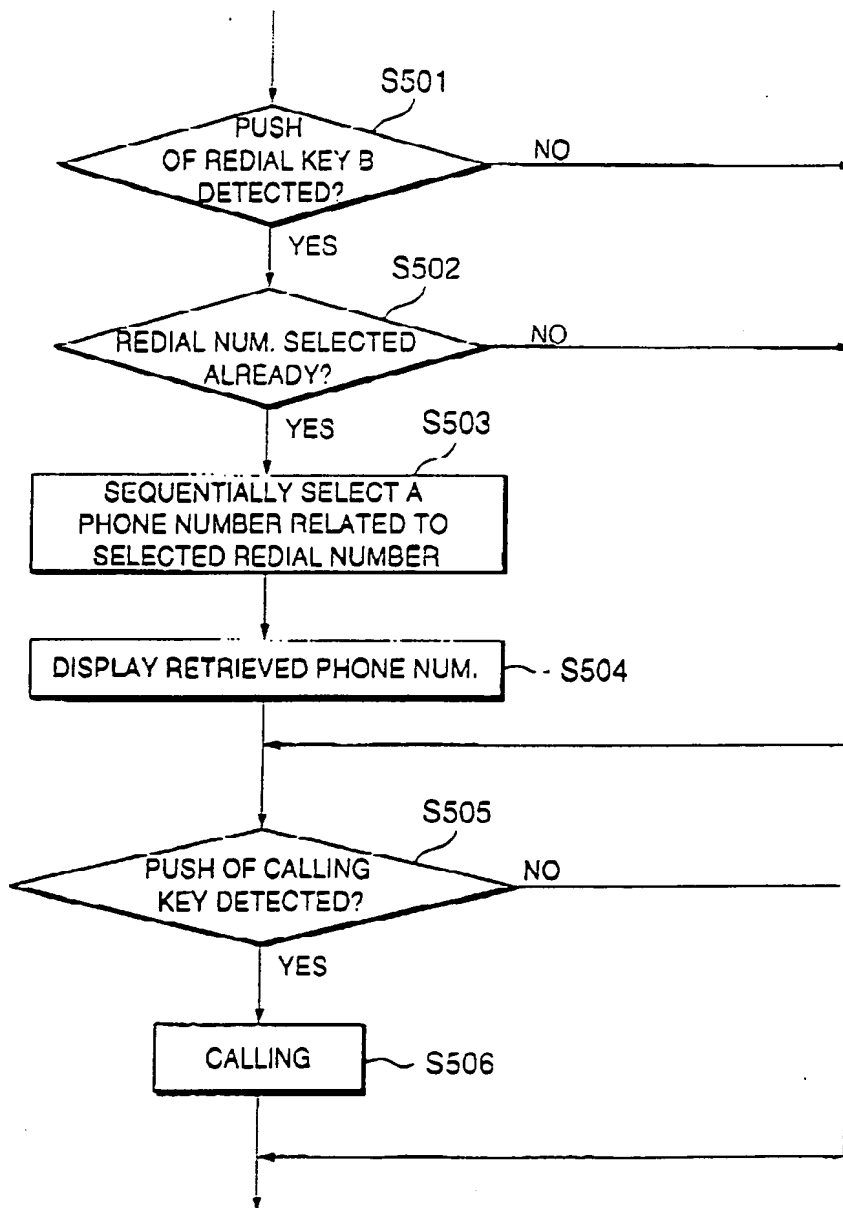 S501
PUSH
OF REDIAL KEY B
DETECTED?
NO
YES
S502
REDIAL NUM. SELECTED
ALREADY?
NO
YES
S503
SEQUENTIALLY SELECT A
PHONE NUMBER RELATED TO
SELECTED REDIAL NUMBER
DISPLAY RETRIEVED PHONE NUM.
S504
S505
PUSH OF CALLING
KEY DETECTED?
NO
YES
CALLING
S506